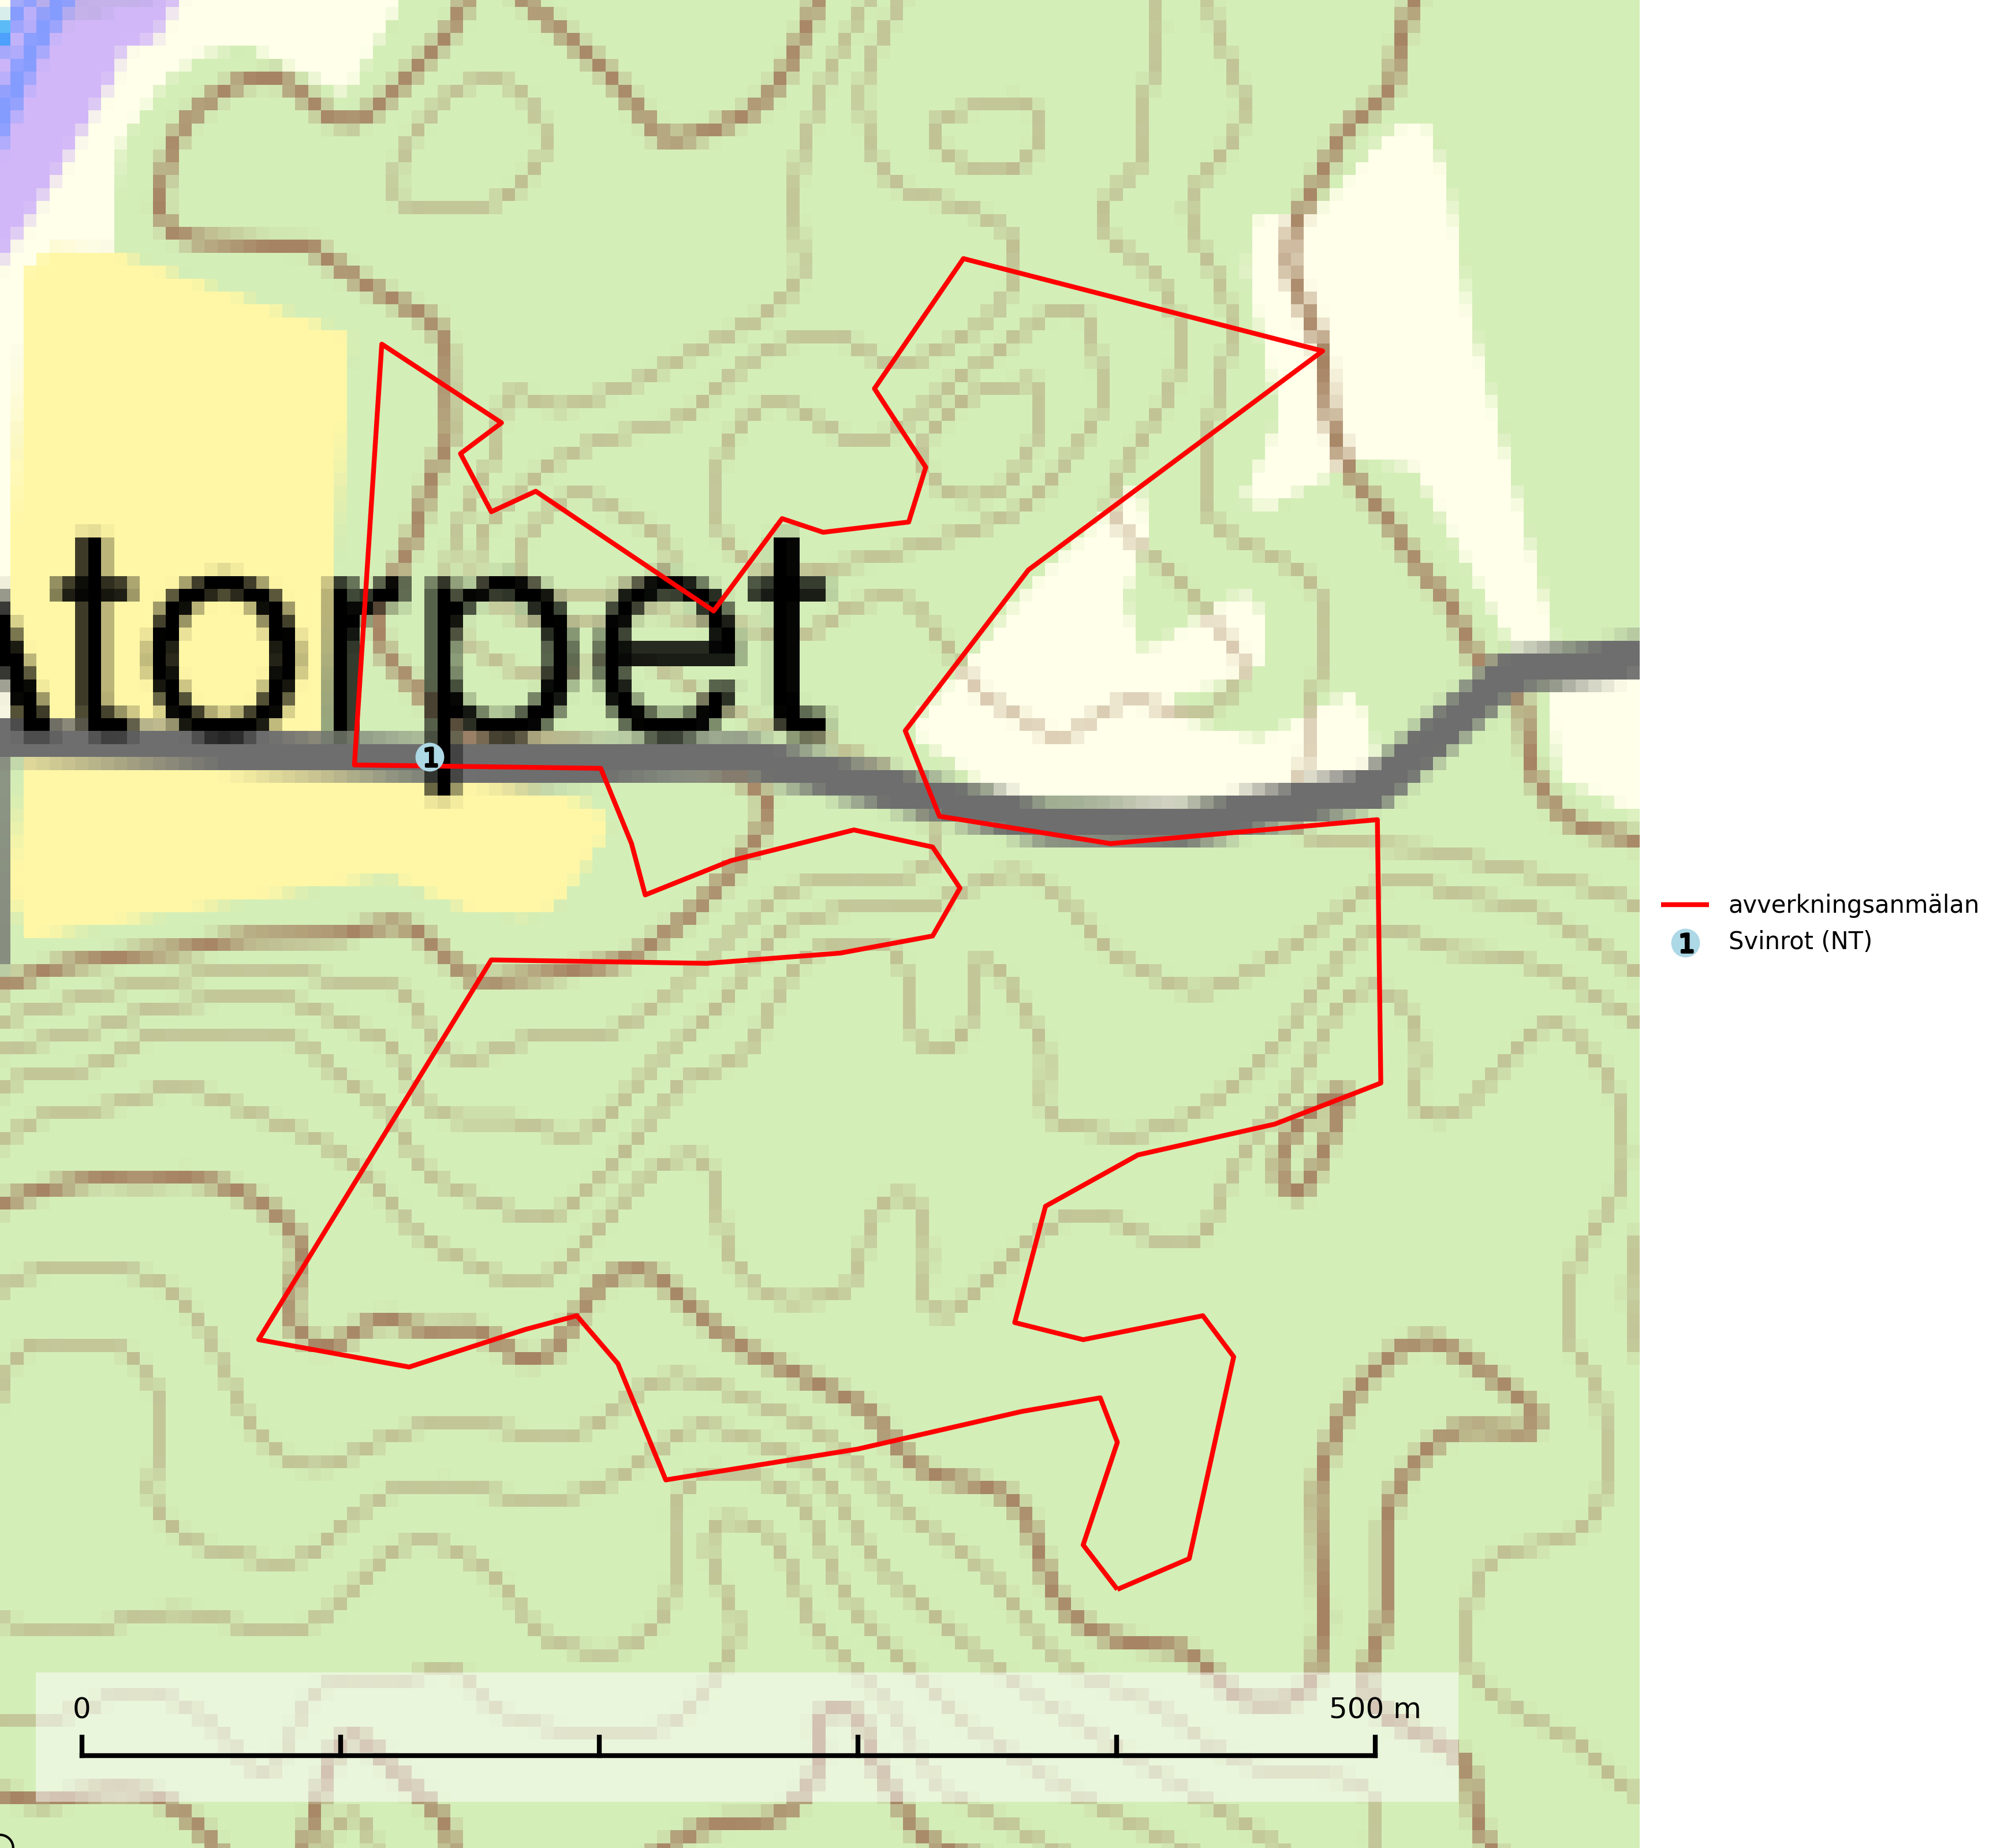 torpet
1
avverkningsanmälan
1 Svinrot (NT)
0 500 m